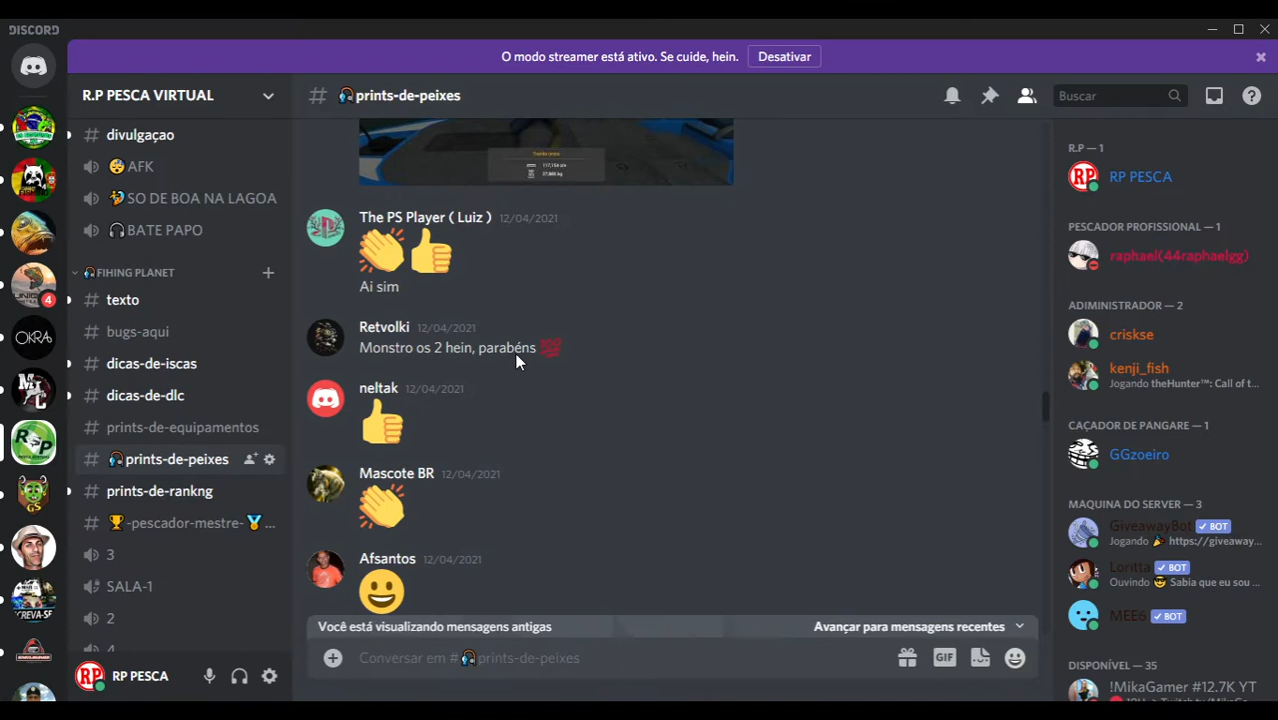 DISCORD
O modo streamer está ativo. Se cuide, hein.
Desativar
R.P PESCA VIRTUAL
divulgaçao
AFK
SO DE BOA NA LAGOA
BATE PAPO
FIHING PLANET
texto
bugs-aqui
4
OKRA
dicas-de-iscas
dicas-de-dlc
prints-de-equipamentos
prints-de-peixes
prints-de-rankng
-pescador-mestre- ...
3
SALA-1
2
4
RP PESCA
prints-de-peixes
Buscar
The PS Player ( Luiz ) 12/04/2021
Ai sim
Retvolki 12/04/2021
Monstro os 2 hein, parabéns 💯
neltak 12/04/2021
Mascote BR 12/04/2021
Afsantos 12/04/2021
Você está visualizando mensagens antigas
Avançar para mensagens recentes
Conversar em # prints-de-peixes
GIF
R.P — 1
RP PESCA
PESCADOR PROFISSIONAL — 1
raphael(44raphaelgg)
ADIMINISTRADOR — 2
criskse
kenji_fish
Jogando theHunter™: Call of t...
CAÇADOR DE PANGARE — 1
GGzoeiro
MAQUINA DO SERVER — 3
GiveawayBot ✓ BOT
Jogando 🎉 https://giveaway...
Loritta ✓ BOT
Ouvindo 😎 Sabia que eu sou ...
MEE6 ✓ BOT
DISPONÍVEL — 35
!MikaGamer #12.7K YT